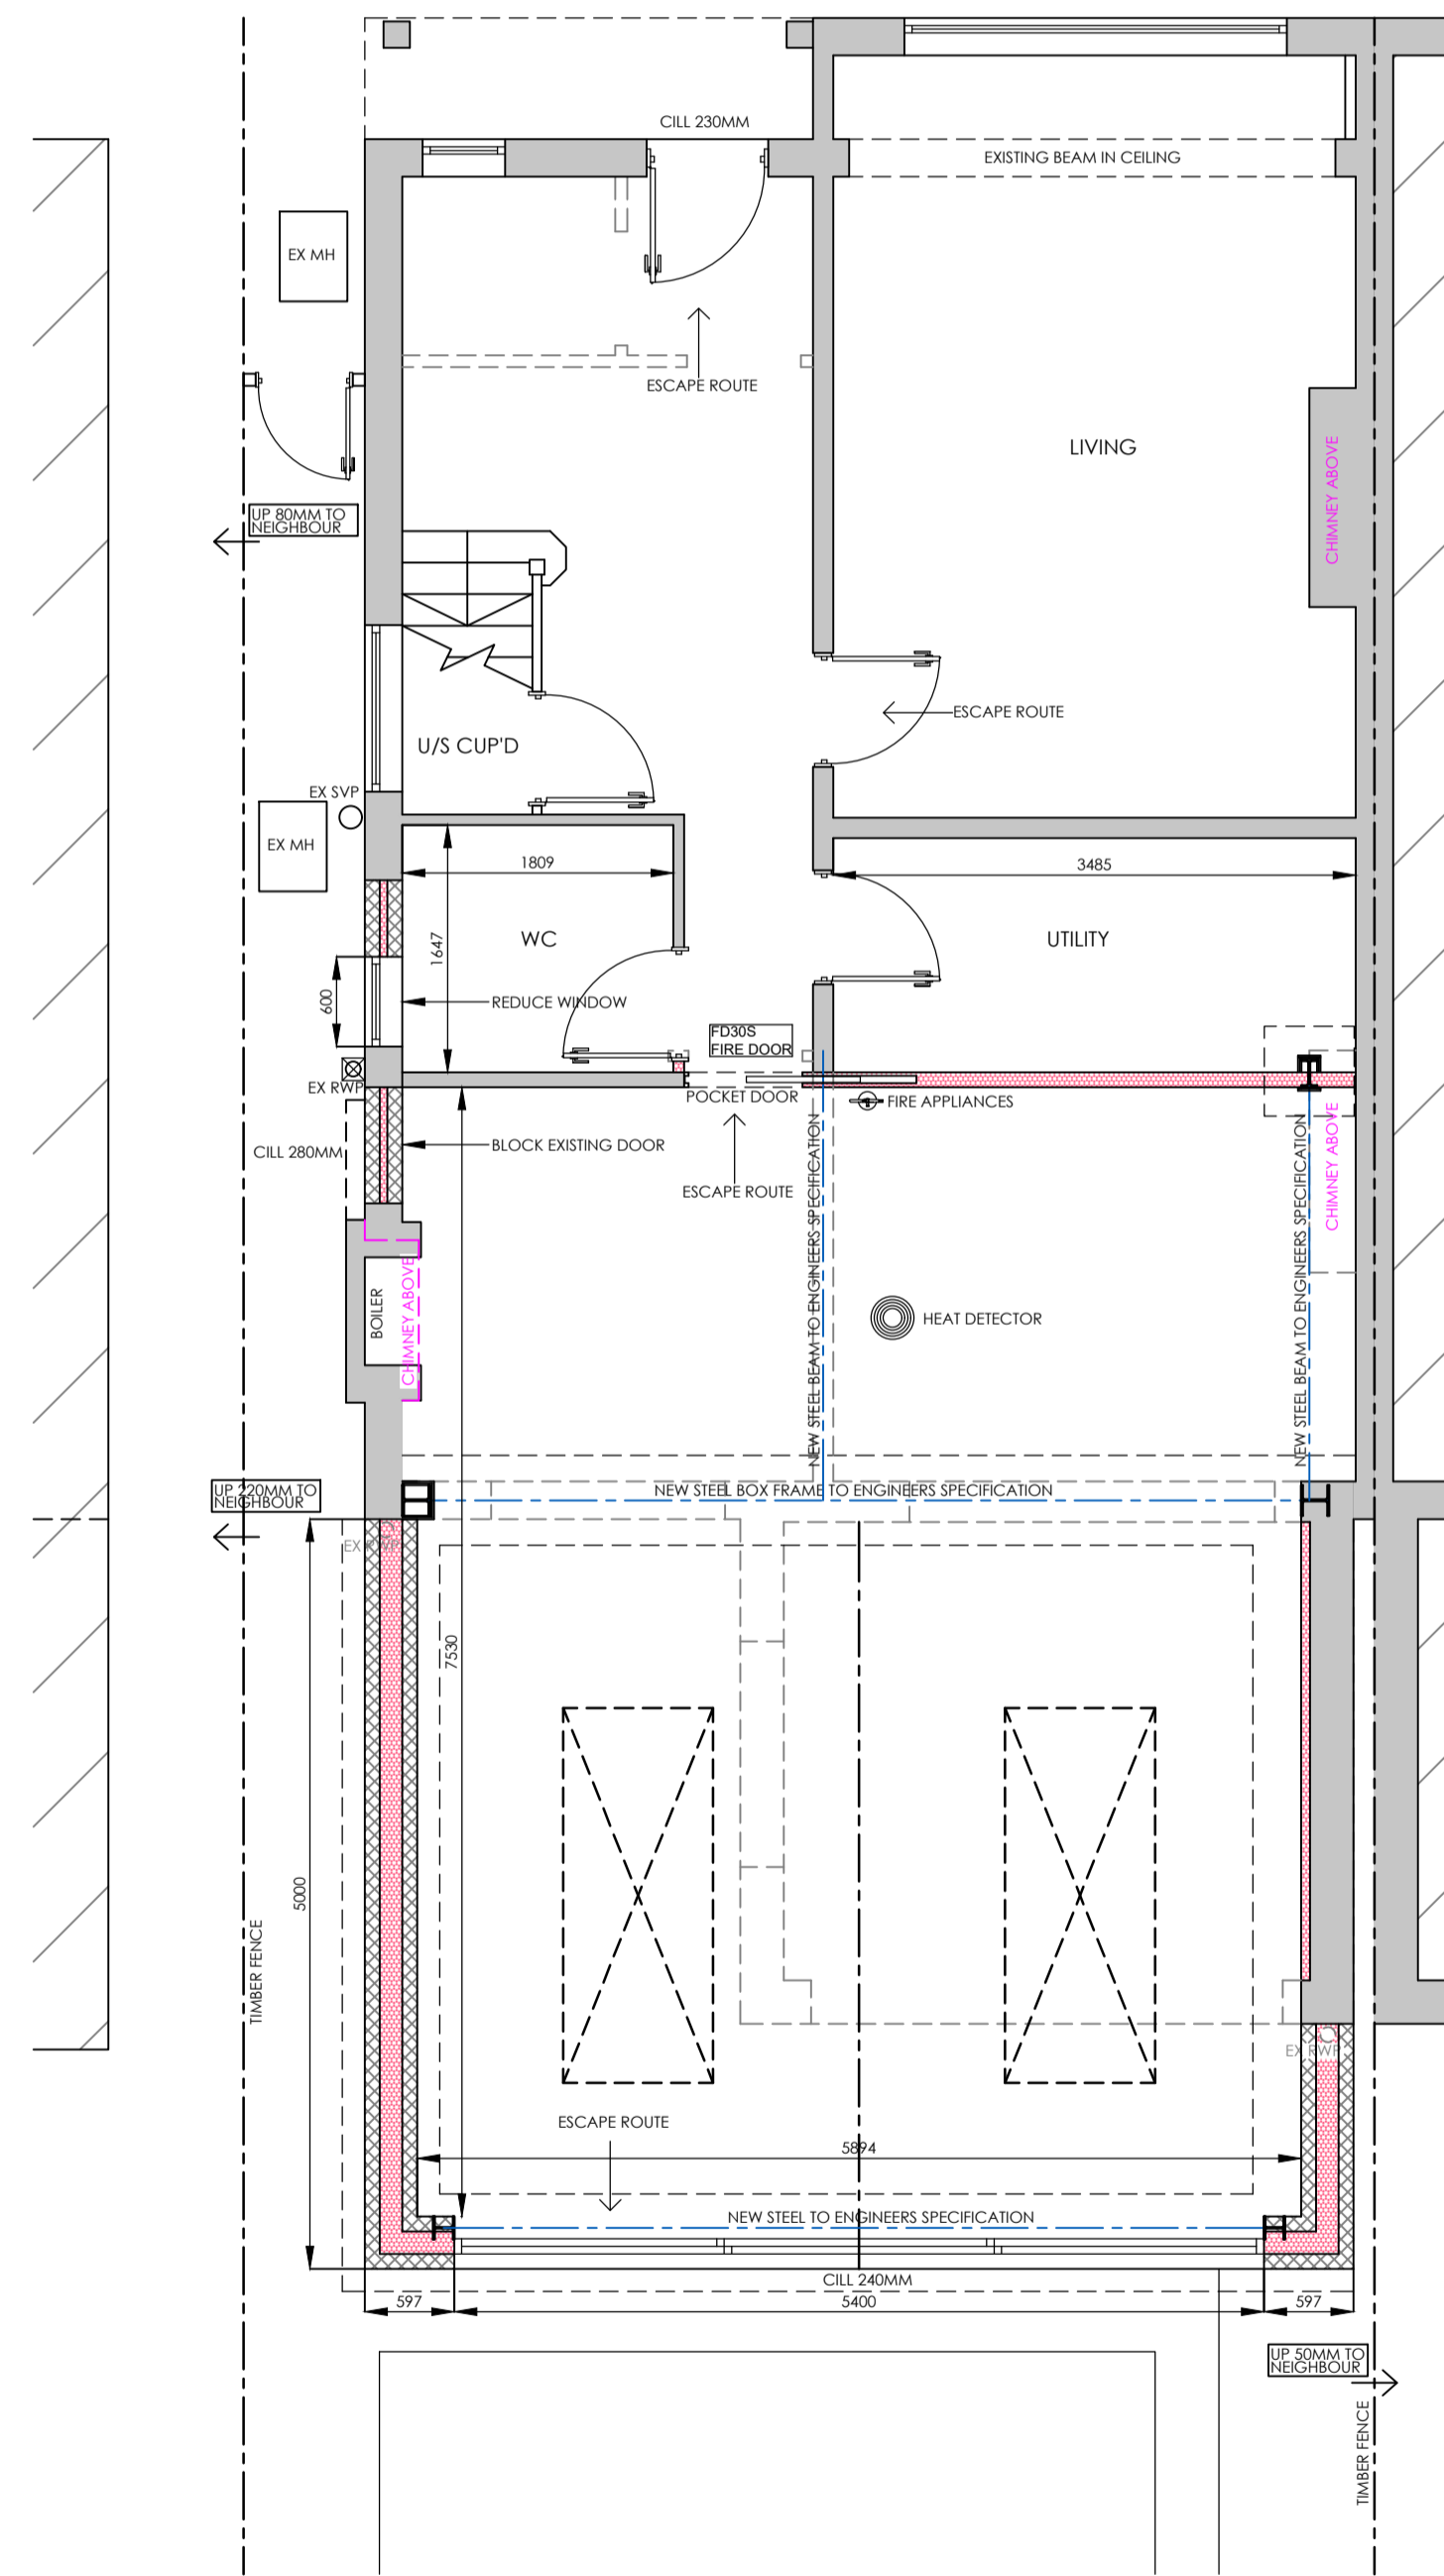 CILL 230MM
EXISTING BEAM IN CEILING
EX MH
ESCAPE ROUTE
LIVING
CHIMNEY ABOVE
UP 80MM TO
NEIGHBOUR
ESCAPE ROUTE
U/S CUP'D
EX SVP
EX MH
1809
3485
1647
WC
UTILITY
600
REDUCE WINDOW
FD30S
FIRE DOOR
EX RWP
POCKET DOOR
FIRE APPLIANCES
CILL 280MM
BLOCK EXISTING DOOR
ESCAPE ROUTE
NEW STEEL BEAM TO ENGINEERS SPECIFICATION
NEW STEEL BEAM TO ENGINEERS SPECIFICATION
CHIMNEY ABOVE
BOILER
CHIMNEY ABOVE
HEAT DETECTOR
UP 220MM TO
NEIGHBOUR
NEW STEEL BOX FRAME TO ENGINEERS SPECIFICATION
EX RWP
7530
5000
TIMBER FENCE
EX RWP
ESCAPE ROUTE
5894
NEW STEEL TO ENGINEERS SPECIFICATION
CILL 240MM
597
5400
597
UP 50MM TO
NEIGHBOUR
TIMBER FENCE